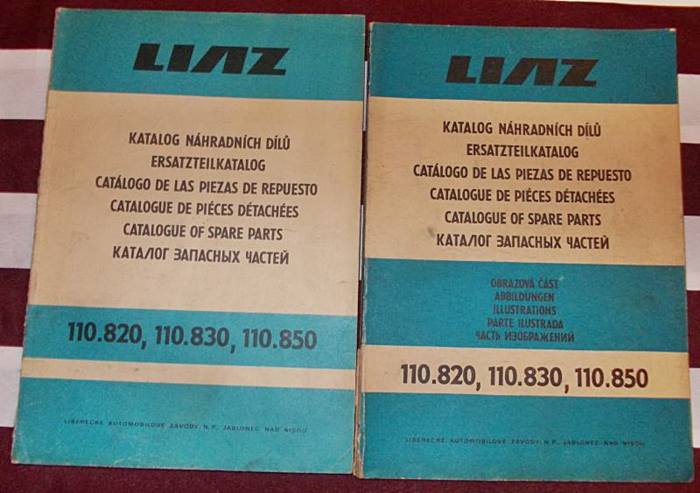 LIAZ
KATALOG NÁHRADNÍCH DÍLŮ
ERSATZTEILKATALOG
CATÁLOGO DE LAS PIEZAS DE REPUESTO
CATALOGUE DE PIÉCES DÉTACHÉES
CATALOGUE OF SPARE PARTS
КАТАЛОГ ЗАПАСНЫХ ЧАСТЕЙ
110.820, 110.830, 110.850
LIBERECKÉ AUTOMOBILOVÉ ZÁVODY, N. P., JABLONEC NAD NISOU
LIAZ
KATALOG NÁHRADNÍCH DÍLŮ
ERSATZTEILKATALOG
CATÁLOGO DE LAS PIEZAS DE REPUESTO
CATALOGUE DE PIÉCES DÉTACHÉES
CATALOGUE OF SPARE PARTS
КАТАЛОГ ЗАПАСНЫХ ЧАСТЕЙ
OBRAZOVÁ ČÁST
ABBILDUNGEN
ILLUSTRATIONS
PARTE ILUSTRADA
ЧАСТЬ ИЗОБРАЖЕНИЙ
110.820, 110.830, 110.850
LIBERECKÉ AUTOMOBILOVÉ ZÁVODY, N. P., JABLONEC NAD NISOU